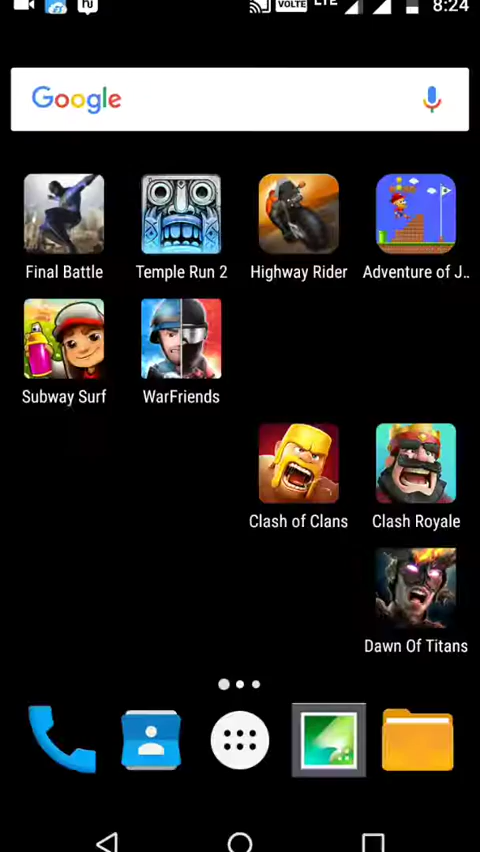 VOLTE LTE 8:24
Google
Final Battle Temple Run 2 Highway Rider Adventure of J..
Subway Surf WarFriends
Clash of Clans Clash Royale
Dawn Of Titans